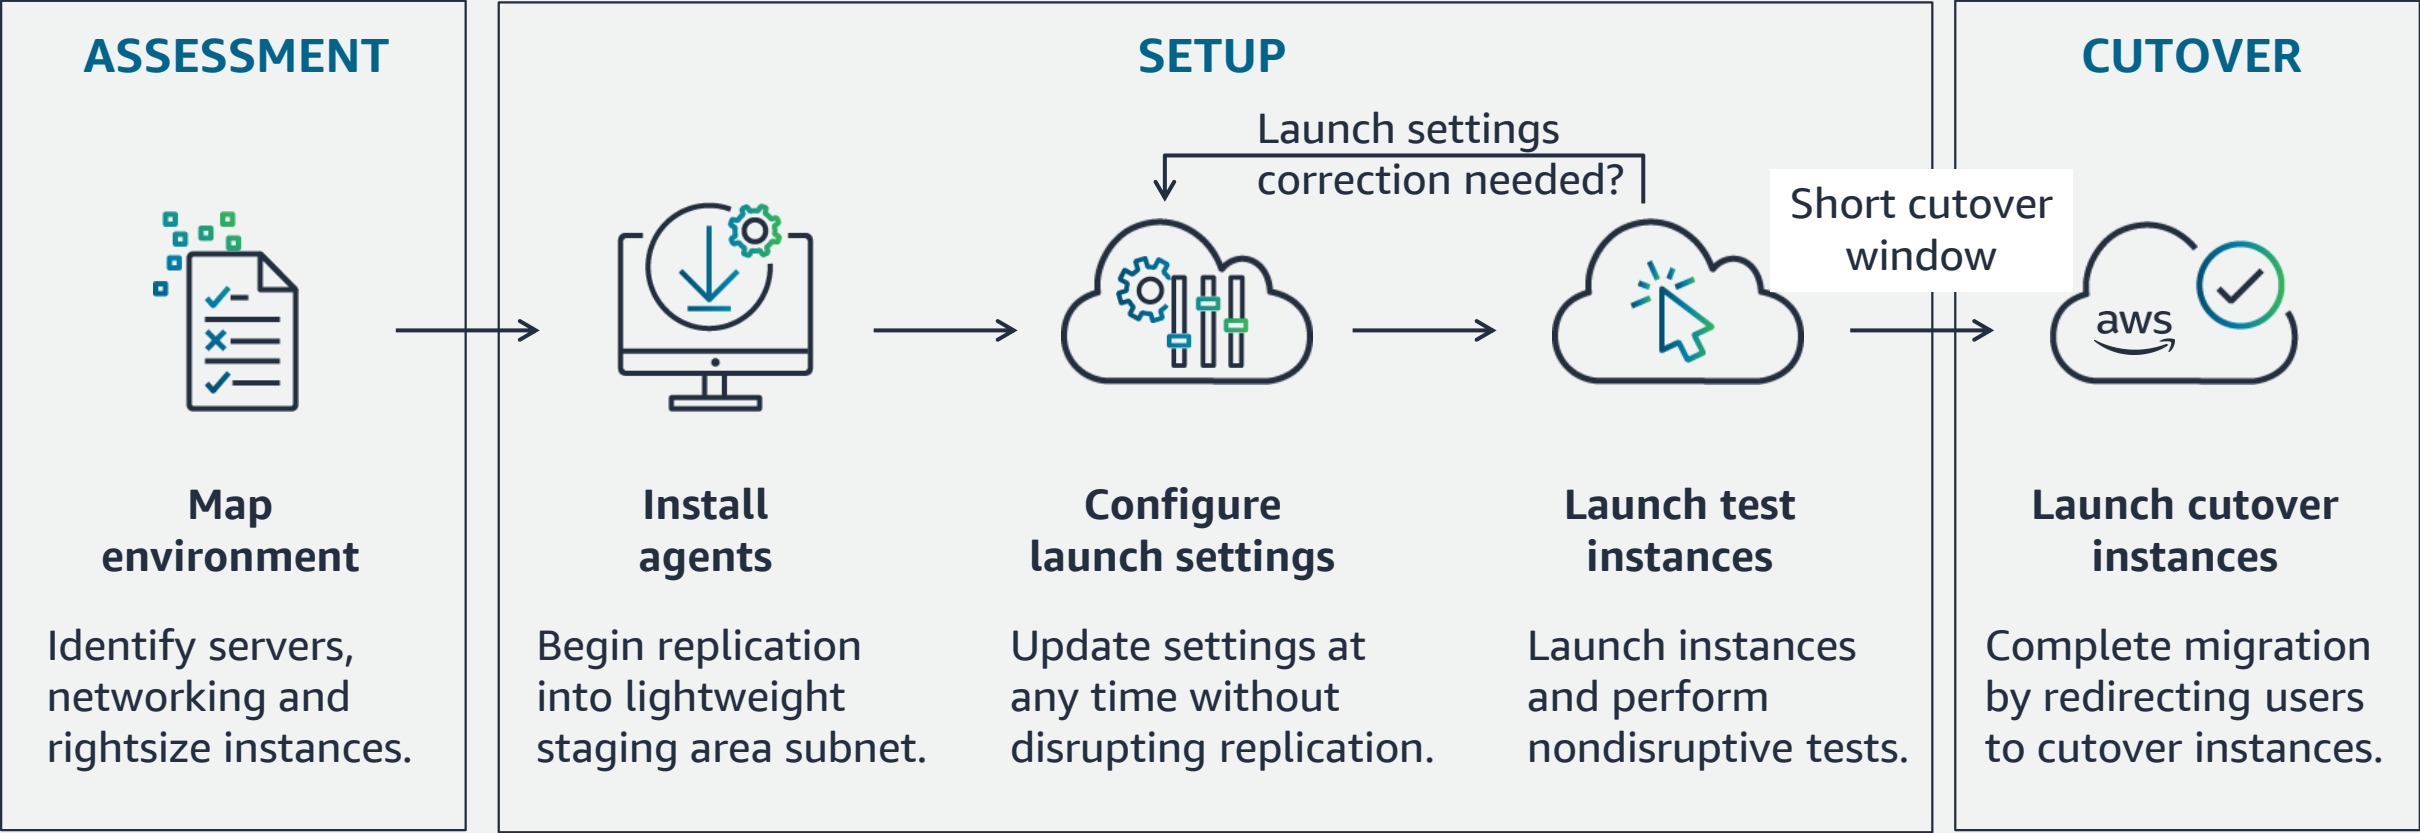 ASSESSMENT
Map
environment
Identify servers,
networking and
rightsize instances.
SETUP
Launch settings
correction needed?
Install
agents
Begin replication
into lightweight
staging area subnet.
Configure
launch settings
Update settings at
any time without
disrupting replication.
Launch test
instances
Launch instances
and perform
nondisruptive tests.
Short cutover
window
CUTOVER
aws
Launch cutover
instances
Complete migration
by redirecting users
to cutover instances.